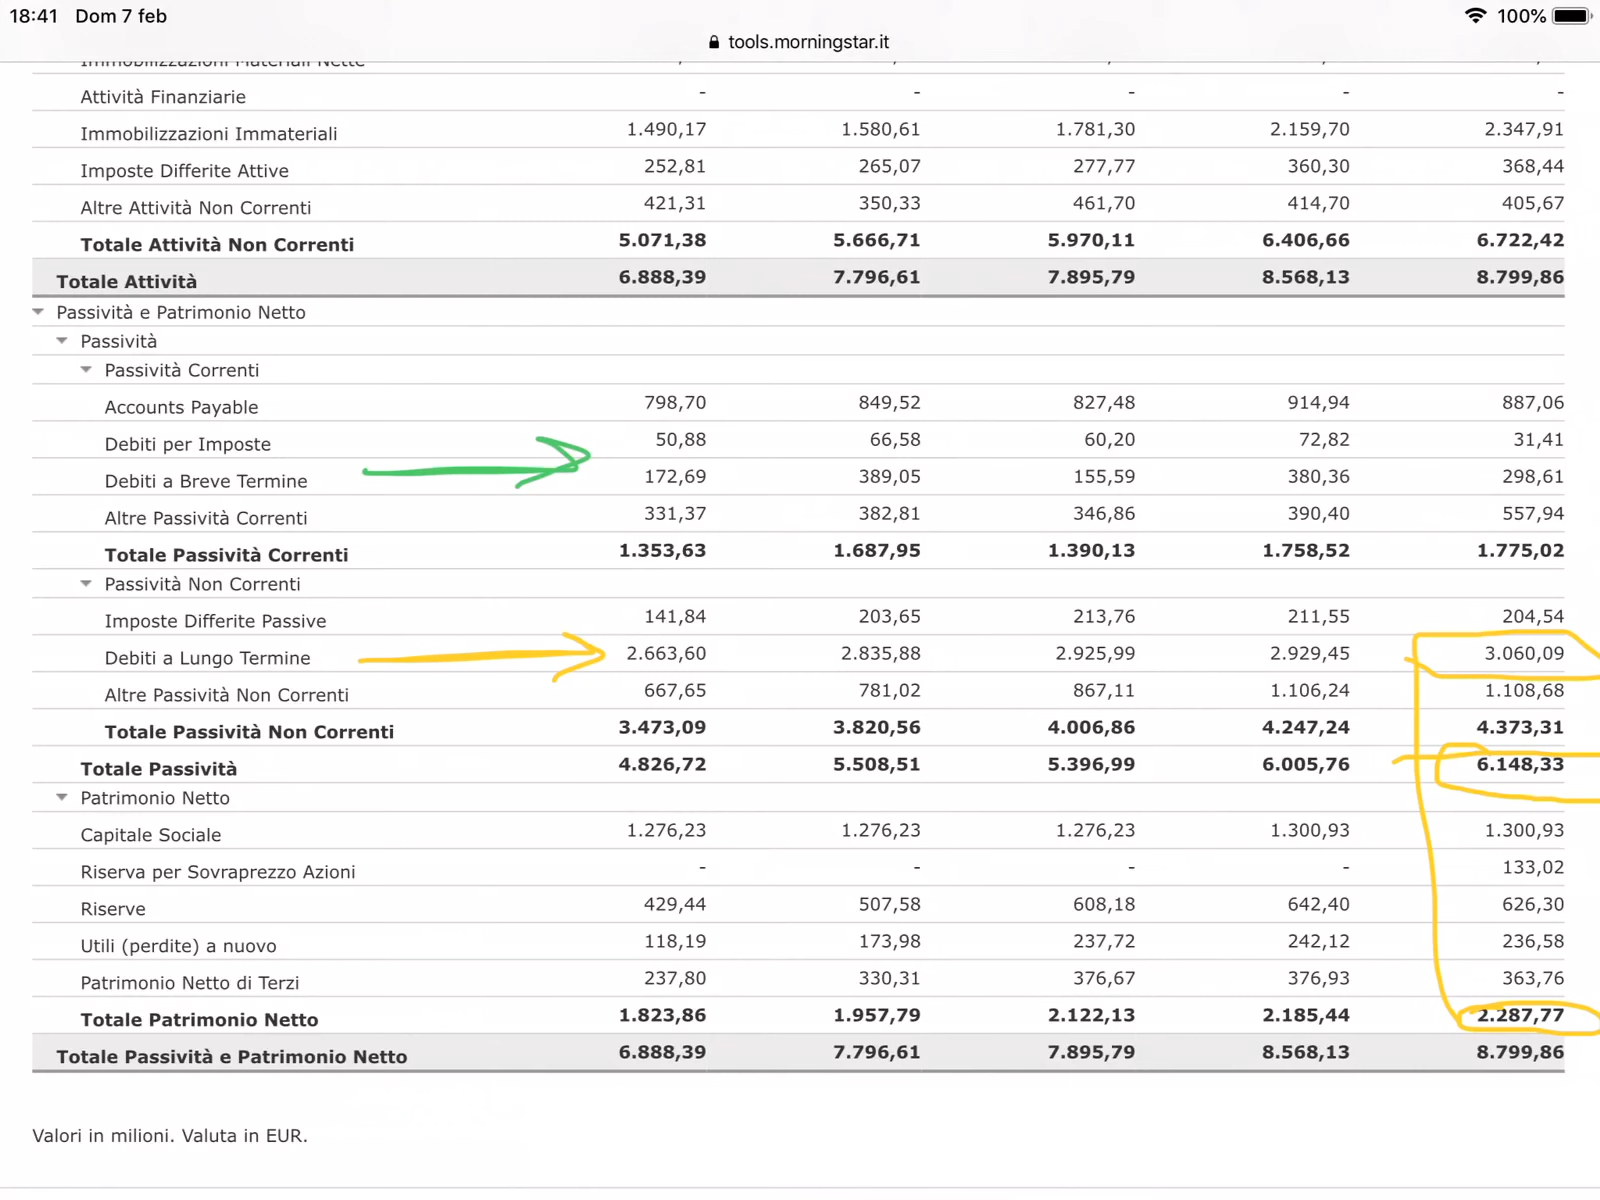 18:41 Dom 7 feb 100%
tools.morningstar.it
Immobilizzazioni Materiali Nette
Attività Finanziarie - - - - -
Immobilizzazioni Immateriali 1.490,17 1.580,61 1.781,30 2.159,70 2.347,91
Imposte Differite Attive 252,81 265,07 277,77 360,30 368,44
Altre Attività Non Correnti 421,31 350,33 461,70 414,70 405,67
Totale Attività Non Correnti 5.071,38 5.666,71 5.970,11 6.406,66 6.722,42
Totale Attività 6.888,39 7.796,61 7.895,79 8.568,13 8.799,86
Passività e Patrimonio Netto
Passività
Passività Correnti
Accounts Payable 798,70 849,52 827,48 914,94 887,06
Debiti per Imposte 50,88 66,58 60,20 72,82 31,41
Debiti a Breve Termine 172,69 389,05 155,59 380,36 298,61
Altre Passività Correnti 331,37 382,81 346,86 390,40 557,94
Totale Passività Correnti 1.353,63 1.687,95 1.390,13 1.758,52 1.775,02
Passività Non Correnti
Imposte Differite Passive 141,84 203,65 213,76 211,55 204,54
Debiti a Lungo Termine 2.663,60 2.835,88 2.925,99 2.929,45 3.060,09
Altre Passività Non Correnti 667,65 781,02 867,11 1.106,24 1.108,68
Totale Passività Non Correnti 3.473,09 3.820,56 4.006,86 4.247,24 4.373,31
Totale Passività 4.826,72 5.508,51 5.396,99 6.005,76 6.148,33
Patrimonio Netto
Capitale Sociale 1.276,23 1.276,23 1.276,23 1.300,93 1.300,93
Riserva per Sovraprezzo Azioni - - - - 133,02
Riserve 429,44 507,58 608,18 642,40 626,30
Utili (perdite) a nuovo 118,19 173,98 237,72 242,12 236,58
Patrimonio Netto di Terzi 237,80 330,31 376,67 376,93 363,76
Totale Patrimonio Netto 1.823,86 1.957,79 2.122,13 2.185,44 2.287,77
Totale Passività e Patrimonio Netto 6.888,39 7.796,61 7.895,79 8.568,13 8.799,86
Valori in milioni. Valuta in EUR.